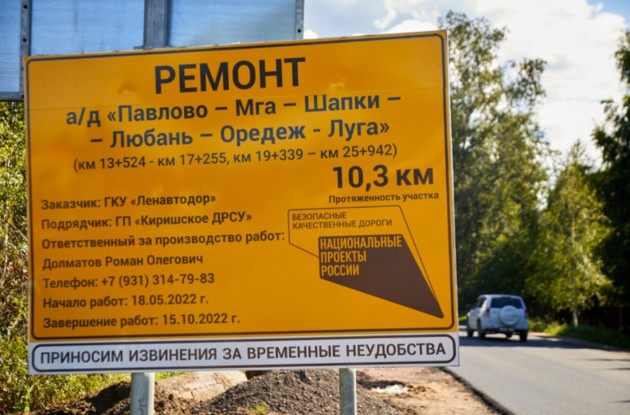 РЕМОНТ
а/д «Павлово – Мга – Шапки –
– Любань – Оредеж - Луга»
(км 13+524 - км 17+255, км 19+339 – км 25+942)
10,3 км
Протяженность участка
Заказчик: ГКУ «Ленавтодор»
Подрядчик: ГП «Киришское ДРСУ»
Ответственный за производство работ:
Долматов Роман Олегович
Телефон: +7 (931) 314-79-83
Начало работ: 18.05.2022 г.
Завершение работ: 15.10.2022 г.
БЕЗОПАСНЫЕ
КАЧЕСТВЕННЫЕ ДОРОГИ
НАЦИОНАЛЬНЫЕ
ПРОЕКТЫ
РОССИИ
ПРИНОСИМ ИЗВИНЕНИЯ ЗА ВРЕМЕННЫЕ НЕУДОБСТВА